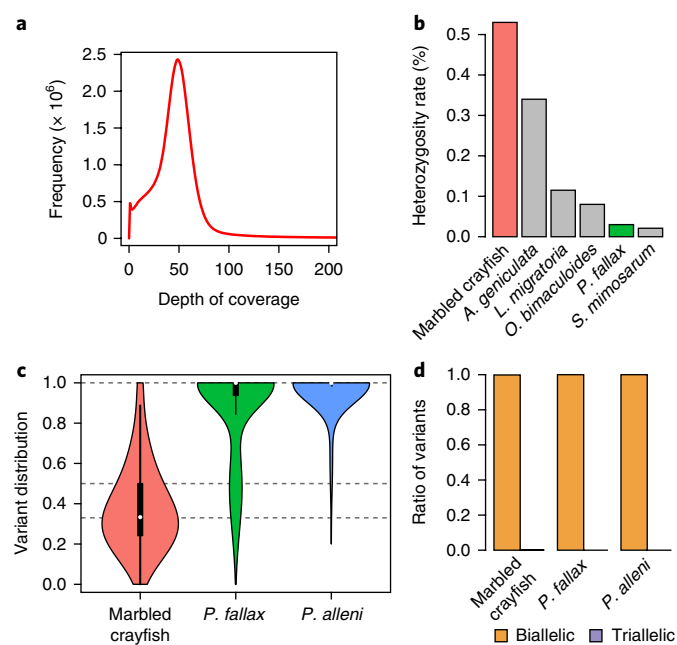 a
Frequency (× 10⁶)
2.5
2.0
1.5
1.0
0.5
0
0 50 100 150 200
Depth of coverage
b
Heterozygosity rate (%)
0.5
0.4
0.3
0.2
0.1
0.0
Marbled crayfish
A. geniculata
L. migratoria
O. bimaculoides
P. fallax
S. mimosarum
c
Variant distribution
1.0
0.8
0.6
0.4
0.2
0.0
Marbled
crayfish
P. fallax
P. alleni
d
Ratio of variants
1.0
0.8
0.6
0.4
0.2
0.0
Marbled
crayfish
P. fallax
P. alleni
Biallelic
Triallelic